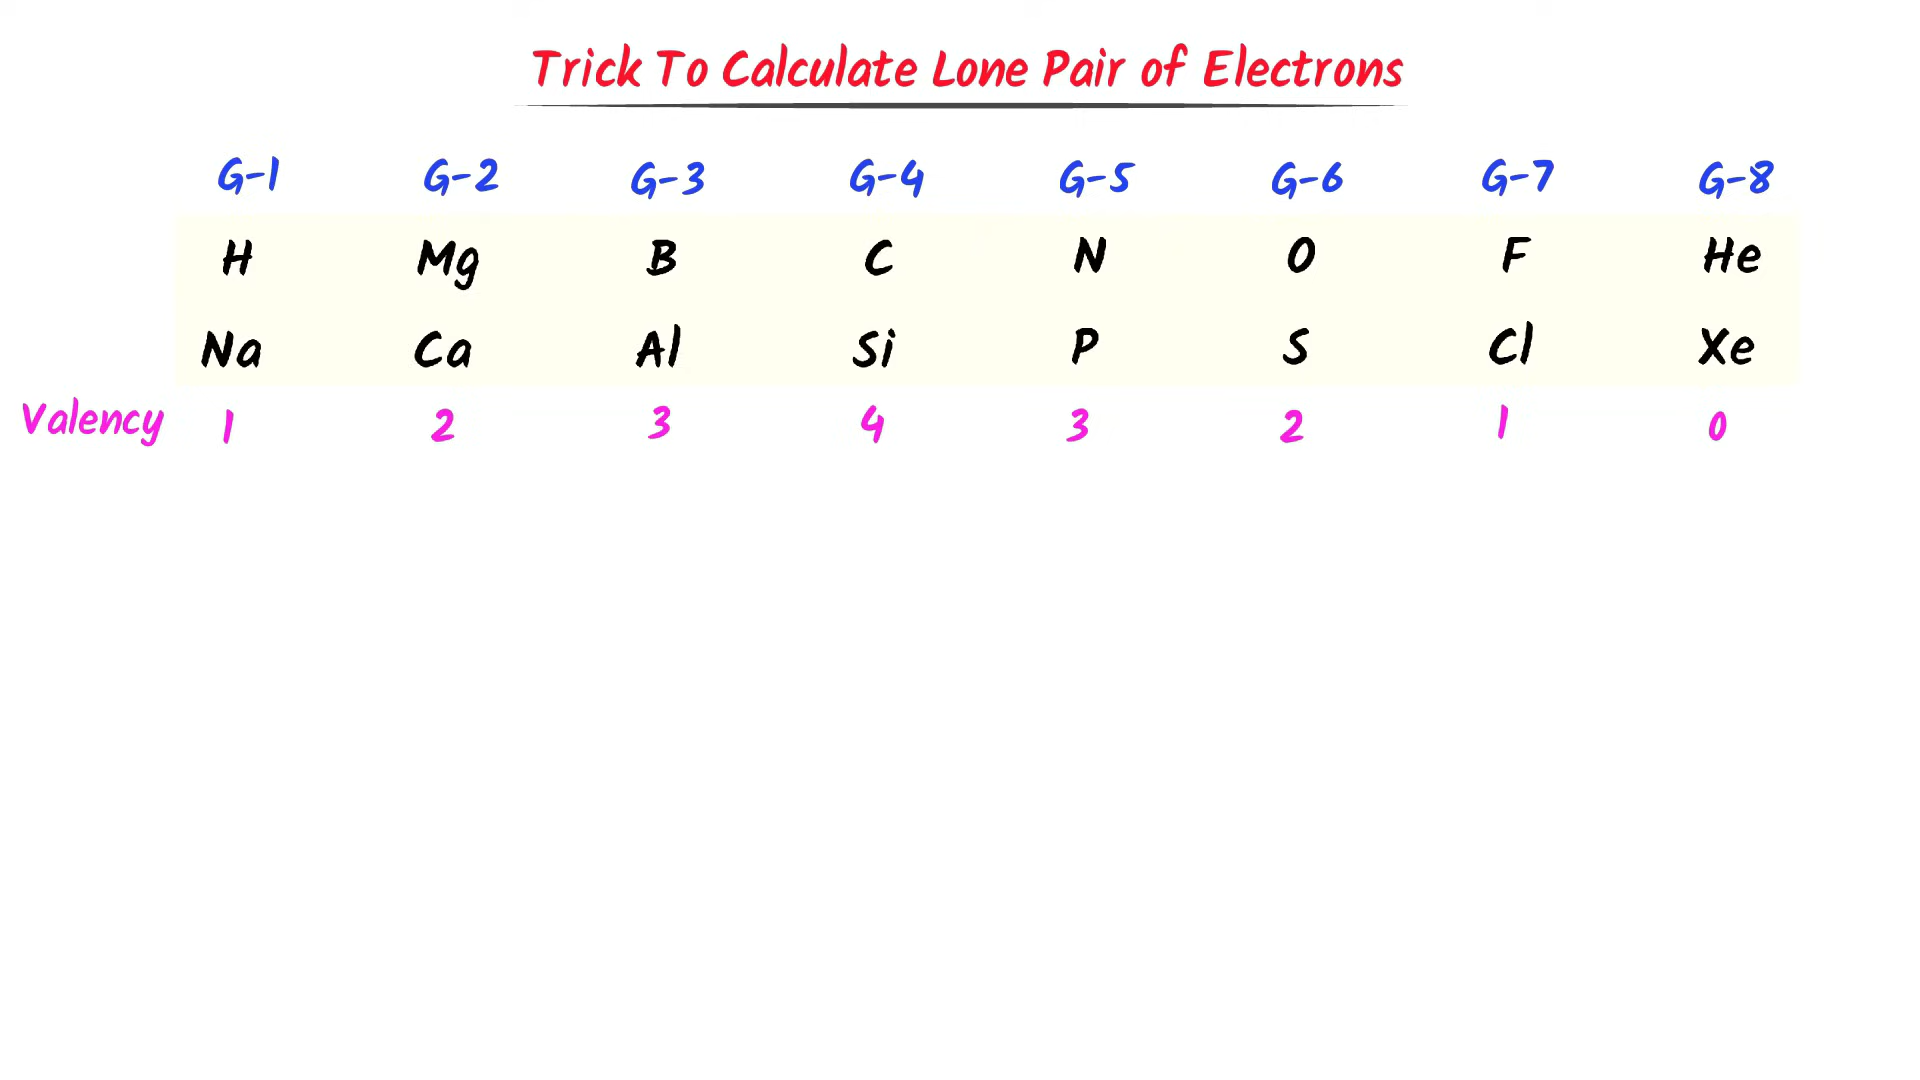 Trick To Calculate Lone Pair of Electrons
G-1 G-2 G-3 G-4 G-5 G-6 G-7 G-8
H Mg B C N O F He
Na Ca Al Si P S Cl Xe
Valency 1 2 3 4 3 2 1 0